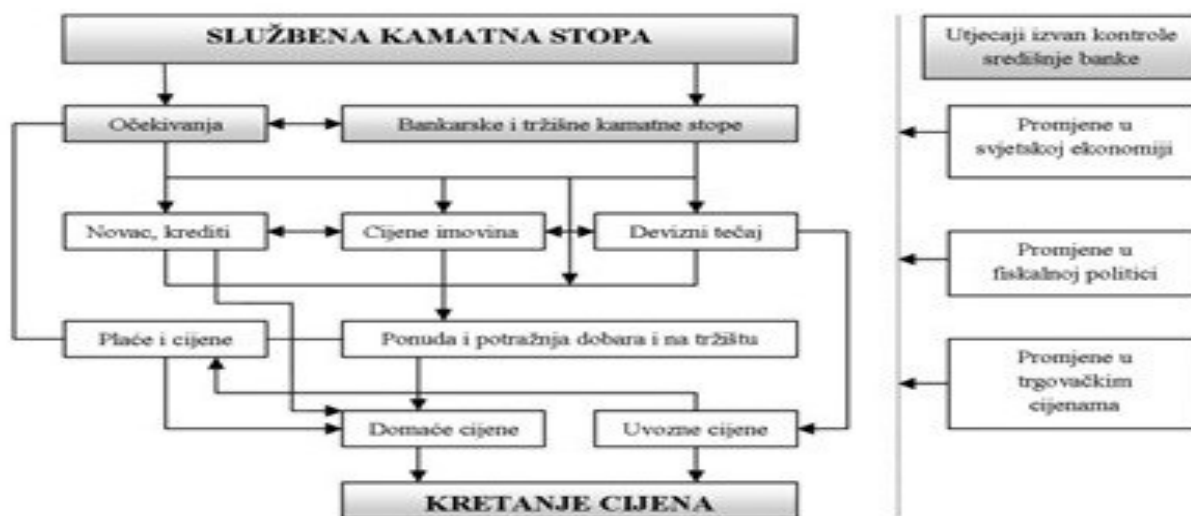 SLUŽBENA KAMATNA STOPA
Utjecaji izvan kontrole
središnje banke
Očekivanja
Bankarske i tržišne kamatne stope
Promjene u
svjetskoj ekonomiji
Novac, krediti
Cijene imovina
Devizni tečaj
Promjene u
fiskalnoj politici
Plaće i cijene
Ponuda i potražnja dobara i na tržištu
Promjene u
trgovačkim
cijenama
Domaće cijene
Uvozne cijene
KRETANJE CIJENA